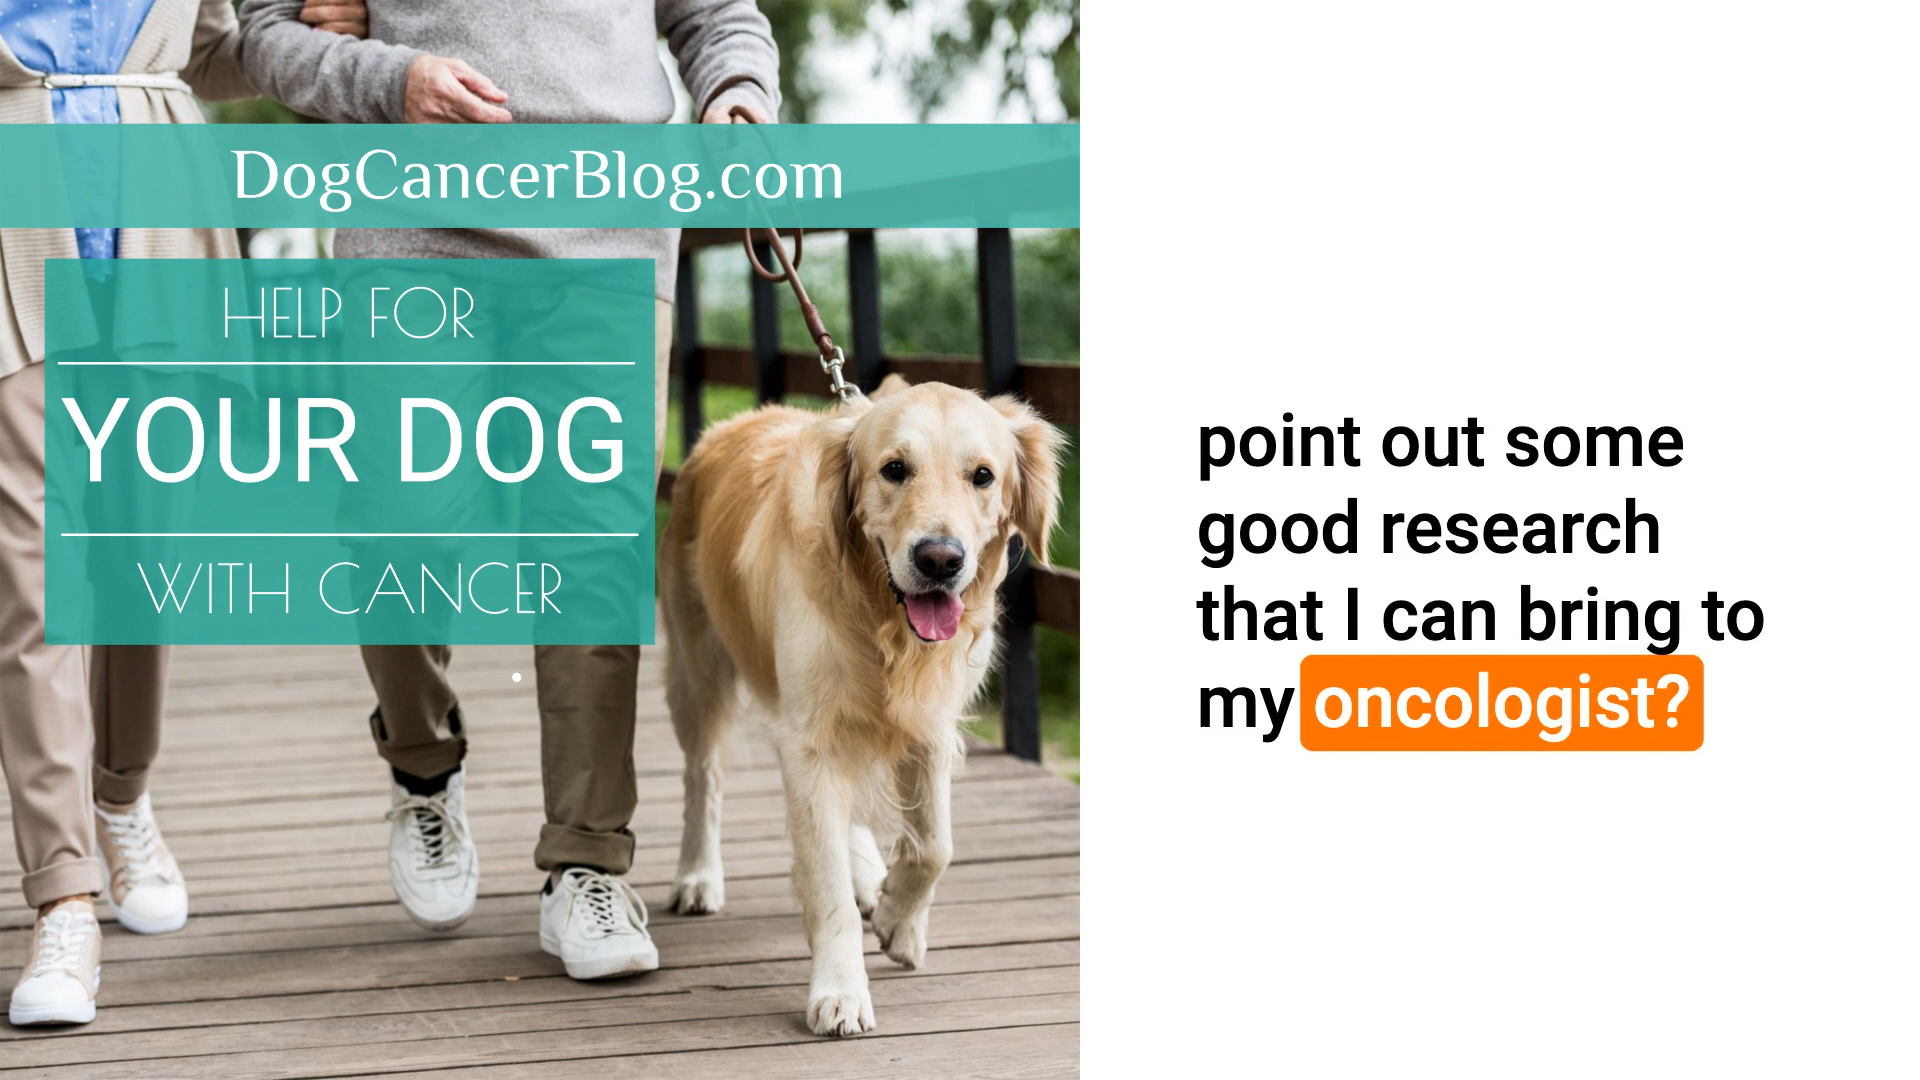 DogCancerBlog.com
HELP FOR
YOUR DOG
WITH CANCER
point out some
good research
that I can bring to
my oncologist?